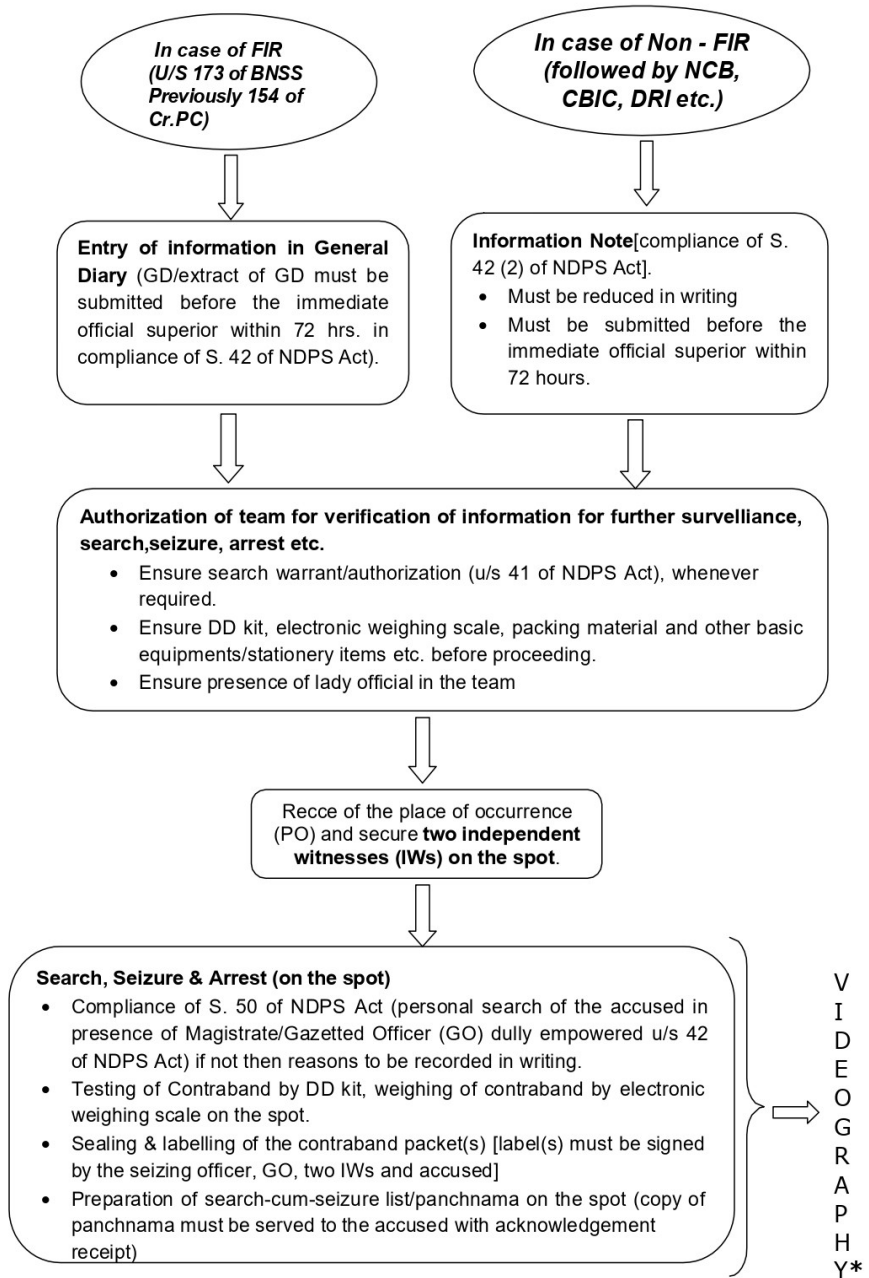 In case of FIR
(U/S 173 of BNSS
Previously 154 of
Cr.PC)
In case of Non - FIR
(followed by NCB,
CBIC, DRI etc.)
Entry of information in General
Diary (GD/extract of GD must be
submitted before the immediate
official superior within 72 hrs. in
compliance of S. 42 of NDPS Act).
Information Note[compliance of S.
42 (2) of NDPS Act].
• Must be reduced in writing
• Must be submitted before the
immediate official superior within
72 hours.
Authorization of team for verification of information for further survelliance,
search,seizure, arrest etc.
• Ensure search warrant/authorization (u/s 41 of NDPS Act), whenever
required.
• Ensure DD kit, electronic weighing scale, packing material and other basic
equipments/stationery items etc. before proceeding.
• Ensure presence of lady official in the team
Recce of the place of occurrence
(PO) and secure two independent
witnesses (IWs) on the spot.
Search, Seizure & Arrest (on the spot)
• Compliance of S. 50 of NDPS Act (personal search of the accused in
presence of Magistrate/Gazetted Officer (GO) dully empowered u/s 42
of NDPS Act) if not then reasons to be recorded in writing.
• Testing of Contraband by DD kit, weighing of contraband by electronic
weighing scale on the spot.
• Sealing & labelling of the contraband packet(s) [label(s) must be signed
by the seizing officer, GO, two IWs and accused]
• Preparation of search-cum-seizure list/panchnama on the spot (copy of
panchnama must be served to the accused with acknowledgement
receipt)
V
I
D
E
O
G
R
A
P
H
Y*